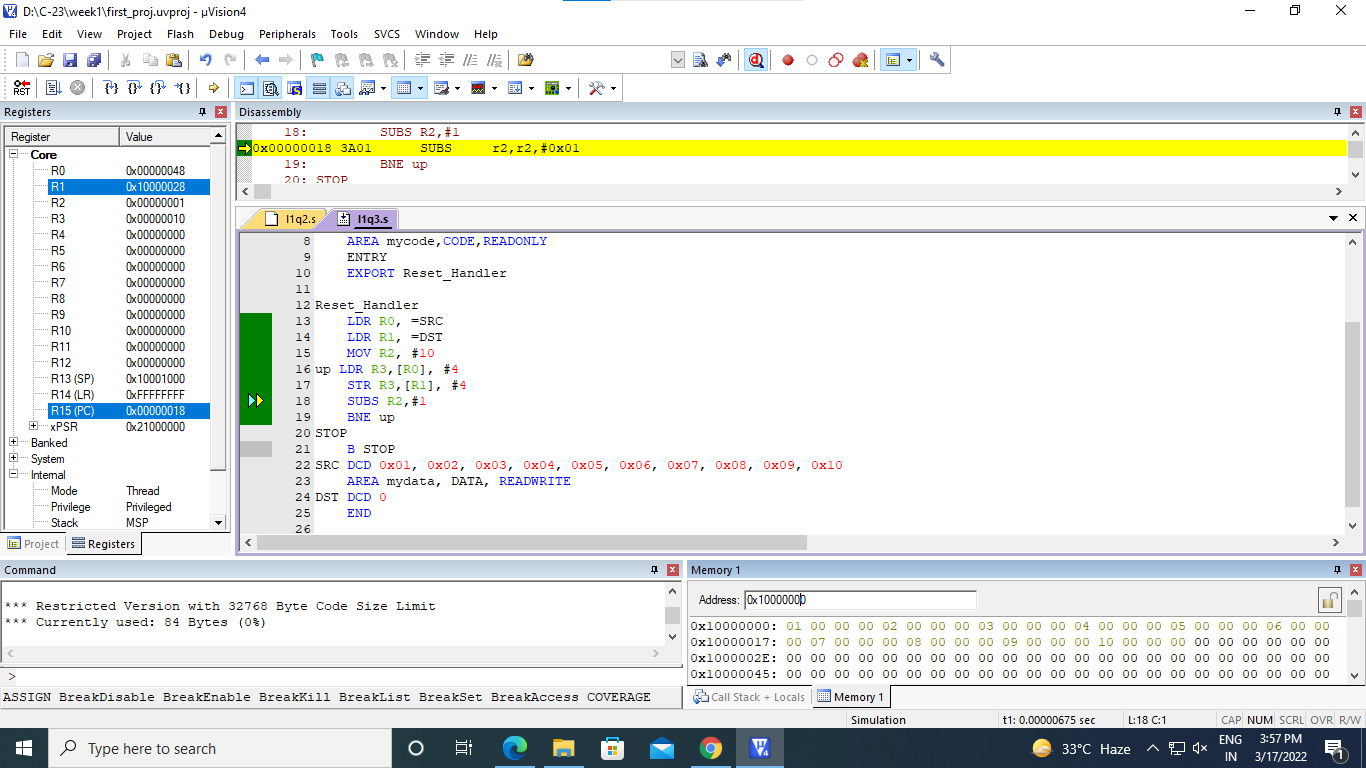 D:\C-23\week1\first_proj.uvproj - µVision4
File Edit View Project Flash Debug Peripherals Tools SVCS Window Help
RST
Registers
Register Value
Core
R0 0x00000048
R1 0x10000028
R2 0x00000001
R3 0x00000010
R4 0x00000000
R5 0x00000000
R6 0x00000000
R7 0x00000000
R8 0x00000000
R9 0x00000000
R10 0x00000000
R11 0x00000000
R12 0x00000000
R13 (SP) 0x10001000
R14 (LR) 0xFFFFFFFF
R15 (PC) 0x00000018
xPSR 0x21000000
Banked
System
Internal
Mode Thread
Privilege Privileged
Stack MSP
Project Registers
Disassembly
18: SUBS R2,#1
0x00000018 3A01 SUBS r2,r2,#0x01
19: BNE up
20: STOP
l1q2.s l1q3.s
8 AREA mycode,CODE,READONLY
9 ENTRY
10 EXPORT Reset_Handler
11
12 Reset_Handler
13 LDR R0, =SRC
14 LDR R1, =DST
15 MOV R2, #10
16 up LDR R3,[R0], #4
17 STR R3,[R1], #4
18 SUBS R2,#1
19 BNE up
20 STOP
21 B STOP
22 SRC DCD 0x01, 0x02, 0x03, 0x04, 0x05, 0x06, 0x07, 0x08, 0x09, 0x10
23 AREA mydata, DATA, READWRITE
24 DST DCD 0
25 END
26
Command
*** Restricted Version with 32768 Byte Code Size Limit
*** Currently used: 84 Bytes (0%)
>
ASSIGN BreakDisable BreakEnable BreakKill BreakList BreakSet BreakAccess COVERAGE
Memory 1
Address: 0x10000000
0x10000000: 01 00 00 00 02 00 00 00 03 00 00 00 04 00 00 00 05 00 00 00 06 00 00
0x10000017: 00 07 00 00 00 08 00 00 00 09 00 00 00 10 00 00 00 00 00 00 00 00 00
0x1000002E: 00 00 00 00 00 00 00 00 00 00 00 00 00 00 00 00 00 00 00 00 00 00 00
0x10000045: 00 00 00 00 00 00 00 00 00 00 00 00 00 00 00 00 00 00 00 00 00 00 00
Call Stack + Locals Memory 1
Simulation t1: 0.00000675 sec L:18 C:1 CAP NUM SCRL OVR R/W
Type here to search
33°C Haze
ENG
IN
3:57 PM
3/17/2022
1